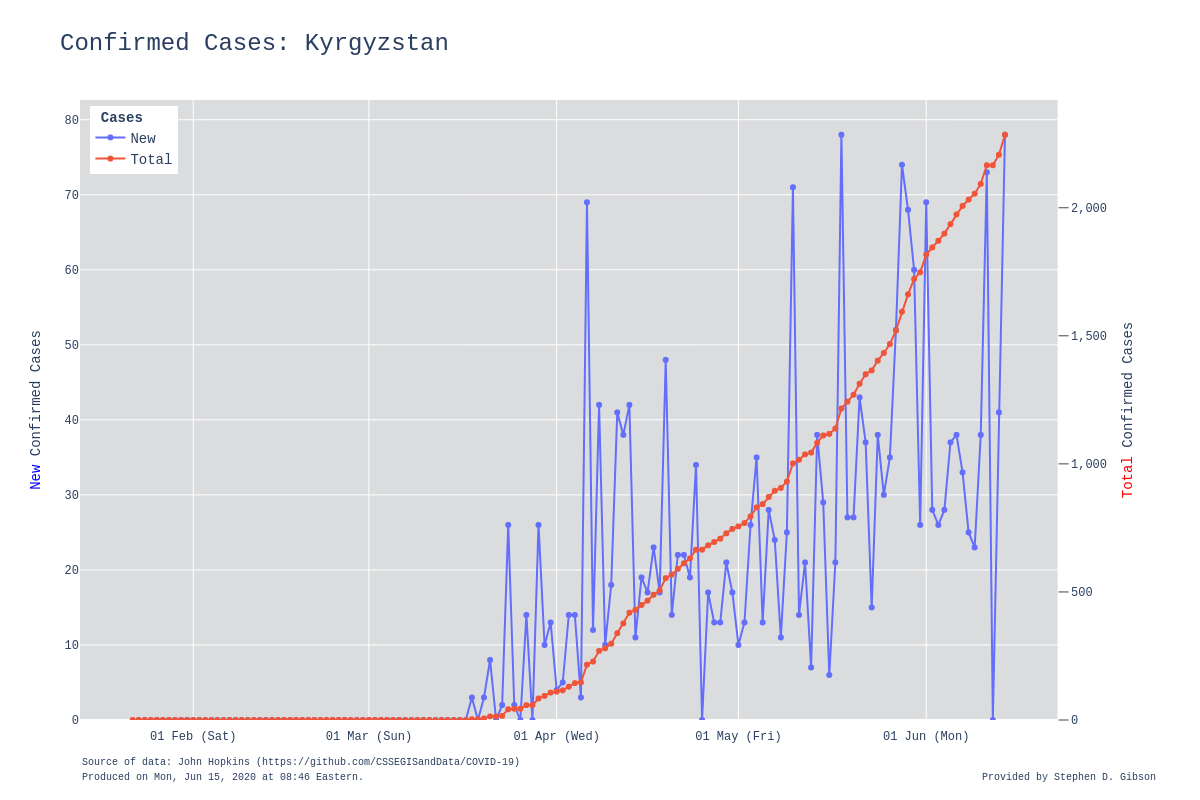 Confirmed Cases: Kyrgyzstan
Cases
New
Total
80
70
60
50
40
30
20
10
0
New Confirmed Cases
2,000
1,500
1,000
500
0
Total Confirmed Cases
01 Feb (Sat) 01 Mar (Sun) 01 Apr (Wed) 01 May (Fri) 01 Jun (Mon)
Source of data: John Hopkins (https://github.com/CSSEGISandData/COVID-19)
Produced on Mon, Jun 15, 2020 at 08:46 Eastern.
Provided by Stephen D. Gibson